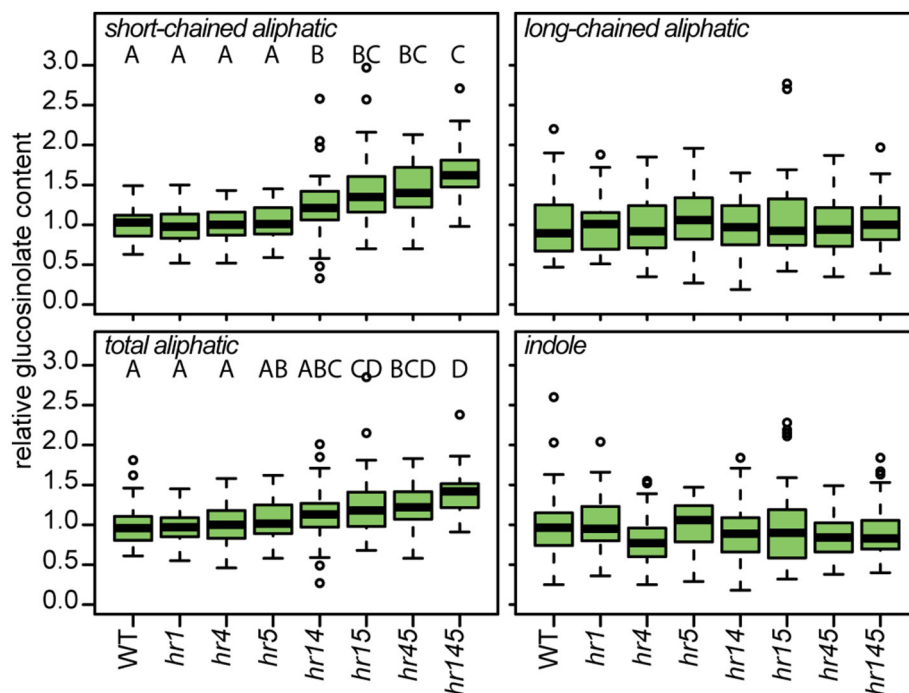 short-chained aliphatic
A A A A B BC BC C
long-chained aliphatic
3.0
2.5
2.0
1.5
1.0
0.5
0.0
total aliphatic
A A A AB ABC CD BCD D
indole
3.0
2.5
2.0
1.5
1.0
0.5
0.0
relative glucosinolate content
WT hr1 hr4 hr5 hr14 hr15 hr45 hr145
WT hr1 hr4 hr5 hr14 hr15 hr45 hr145